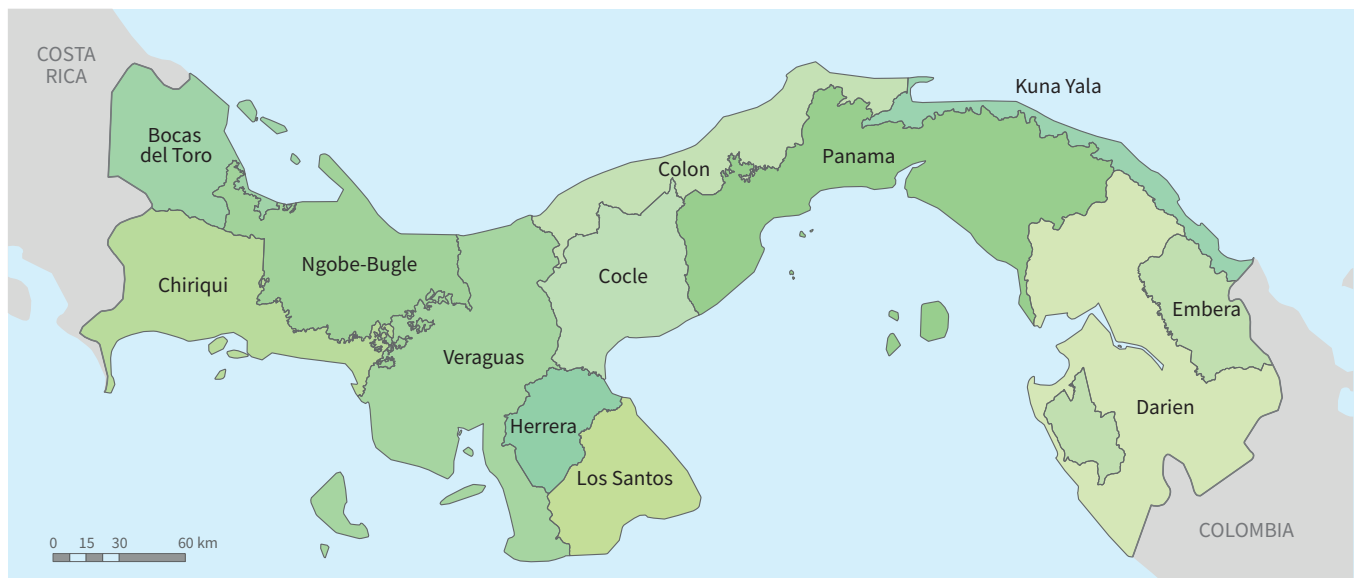 COSTA
RICA
Kuna Yala
Bocas
del Toro
Panama
Colon
Ngobe-Bugle
Cocle
Chiriqui
Embera
Veraguas
Darien
Herrera
Los Santos
COLOMBIA
0 15 30 60 km